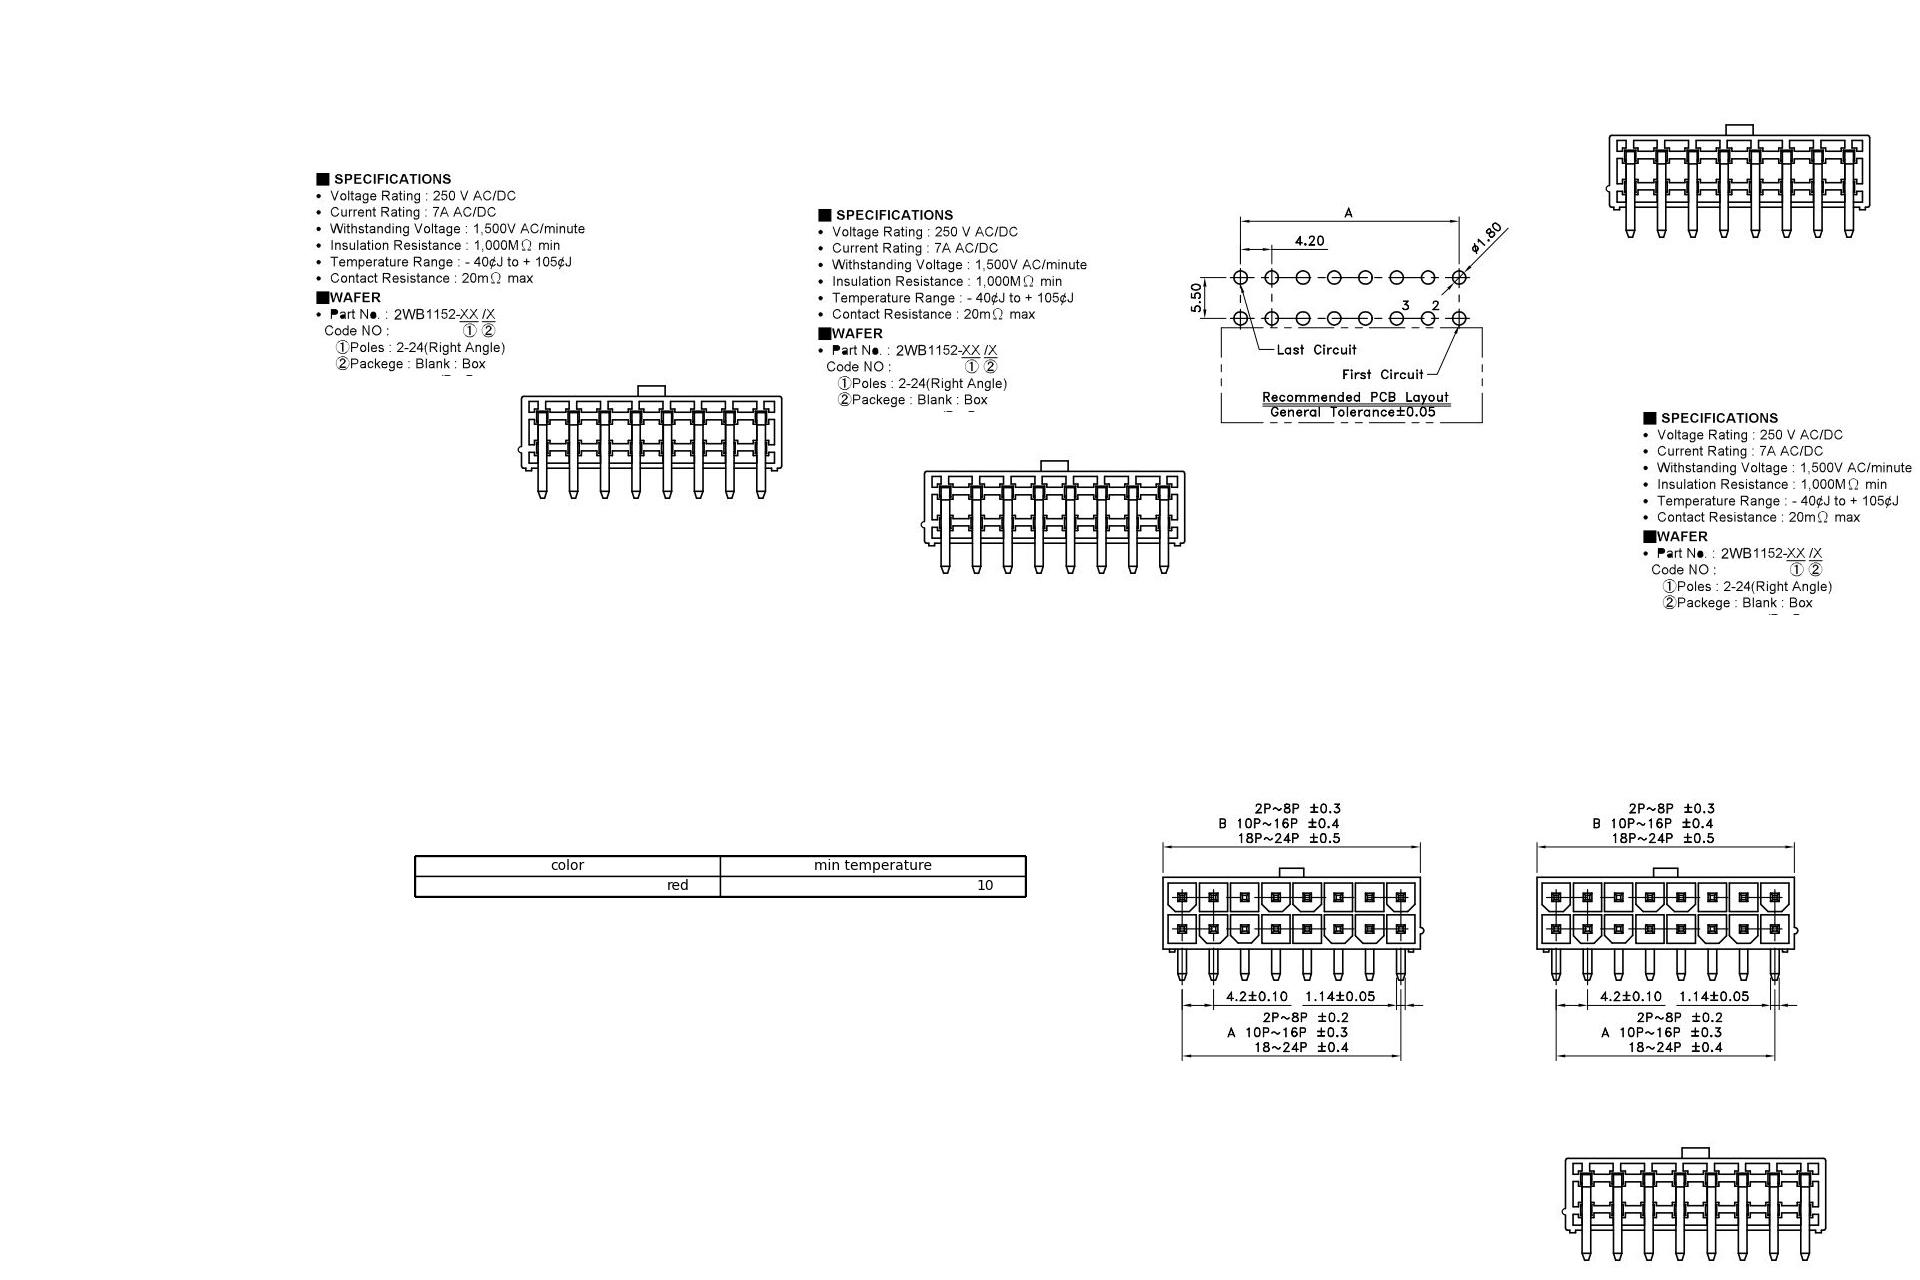 ■ SPECIFICATIONS
• Voltage Rating : 250 V AC/DC
• Current Rating : 7A AC/DC
• Withstanding Voltage : 1,500V AC/minute
• Insulation Resistance : 1,000MΩ min
• Temperature Range : - 40¢J to + 105¢J
• Contact Resistance : 20mΩ max
■WAFER
• Part No. : 2WB1152-XX /X
Code NO : ① ②
①Poles : 2-24(Right Angle)
②Packege : Blank : Box
■ SPECIFICATIONS
• Voltage Rating : 250 V AC/DC
• Current Rating : 7A AC/DC
• Withstanding Voltage : 1,500V AC/minute
• Insulation Resistance : 1,000MΩ min
• Temperature Range : - 40¢J to + 105¢J
• Contact Resistance : 20mΩ max
■WAFER
• Part No. : 2WB1152-XX /X
Code NO : ① ②
①Poles : 2-24(Right Angle)
②Packege : Blank : Box
A
4.20
ø1.80
5.50
3 2
Last Circuit
First Circuit
Recommended PCB Layout
General Tolerance±0.05
■ SPECIFICATIONS
• Voltage Rating : 250 V AC/DC
• Current Rating : 7A AC/DC
• Withstanding Voltage : 1,500V AC/minute
• Insulation Resistance : 1,000MΩ min
• Temperature Range : - 40¢J to + 105¢J
• Contact Resistance : 20mΩ max
■WAFER
• Part No. : 2WB1152-XX /X
Code NO : ① ②
①Poles : 2-24(Right Angle)
②Packege : Blank : Box
color min temperature
red 10
2P~8P ±0.3
B 10P~16P ±0.4
18P~24P ±0.5
4.2±0.10 1.14±0.05
2P~8P ±0.2
A 10P~16P ±0.3
18~24P ±0.4
2P~8P ±0.3
B 10P~16P ±0.4
18P~24P ±0.5
4.2±0.10 1.14±0.05
2P~8P ±0.2
A 10P~16P ±0.3
18~24P ±0.4